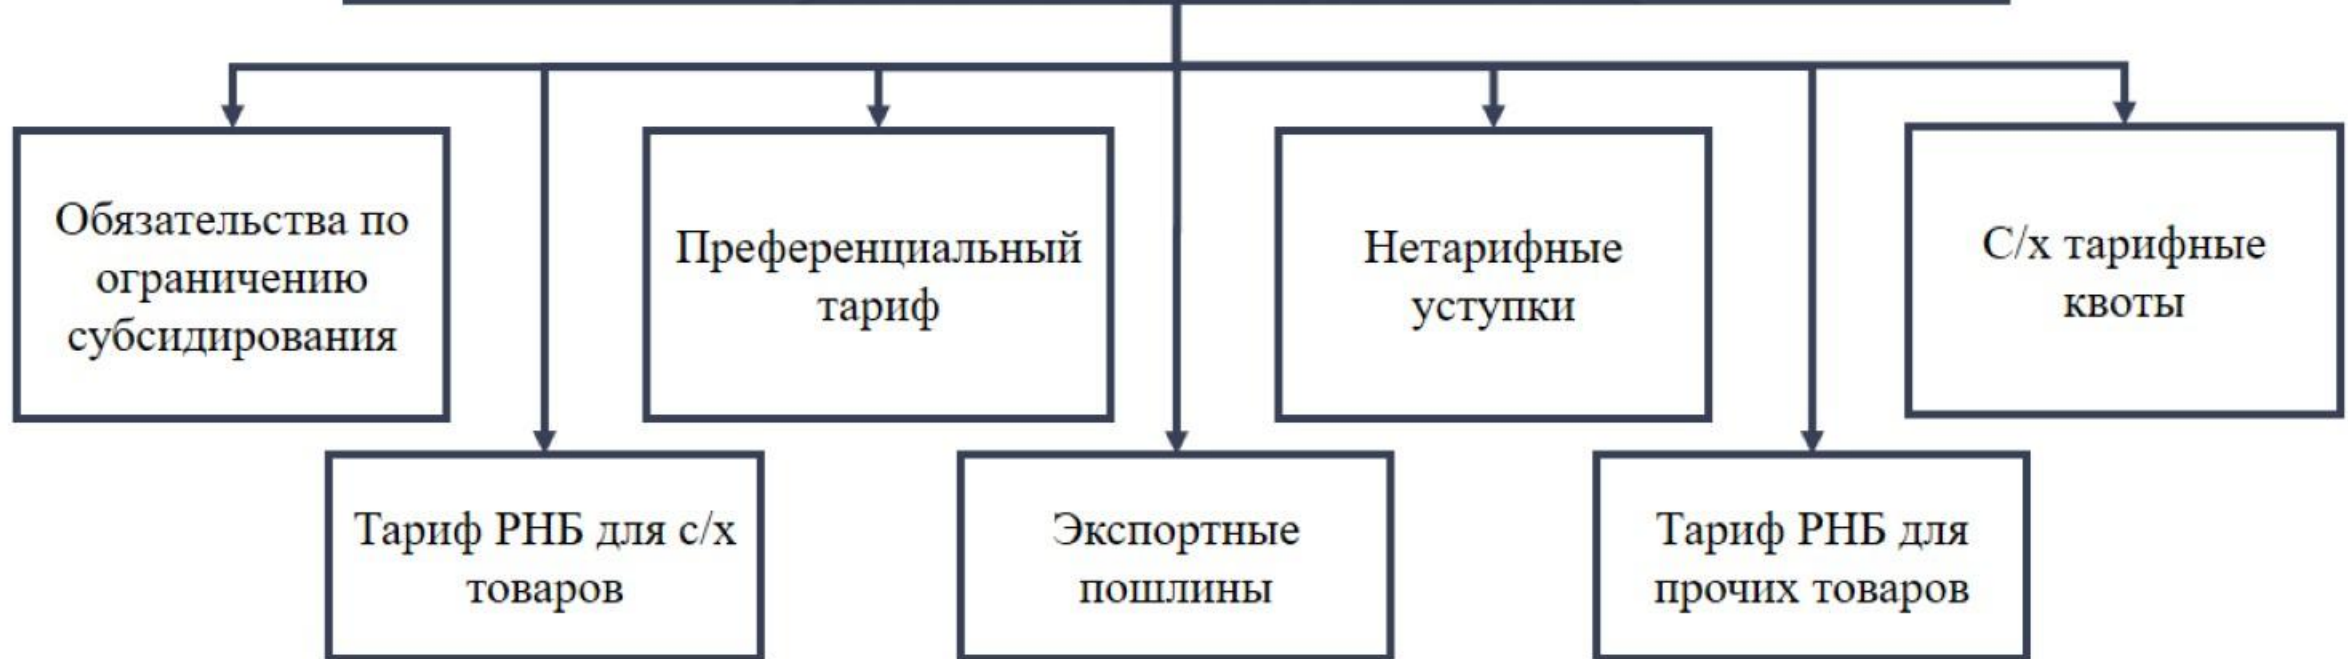 Обязательства по
ограничению
субсидирования
Преференциальный
тариф
Нетарифные
уступки
С/х тарифные
квоты
Тариф РНБ для с/х
товаров
Экспортные
пошлины
Тариф РНБ для
прочих товаров